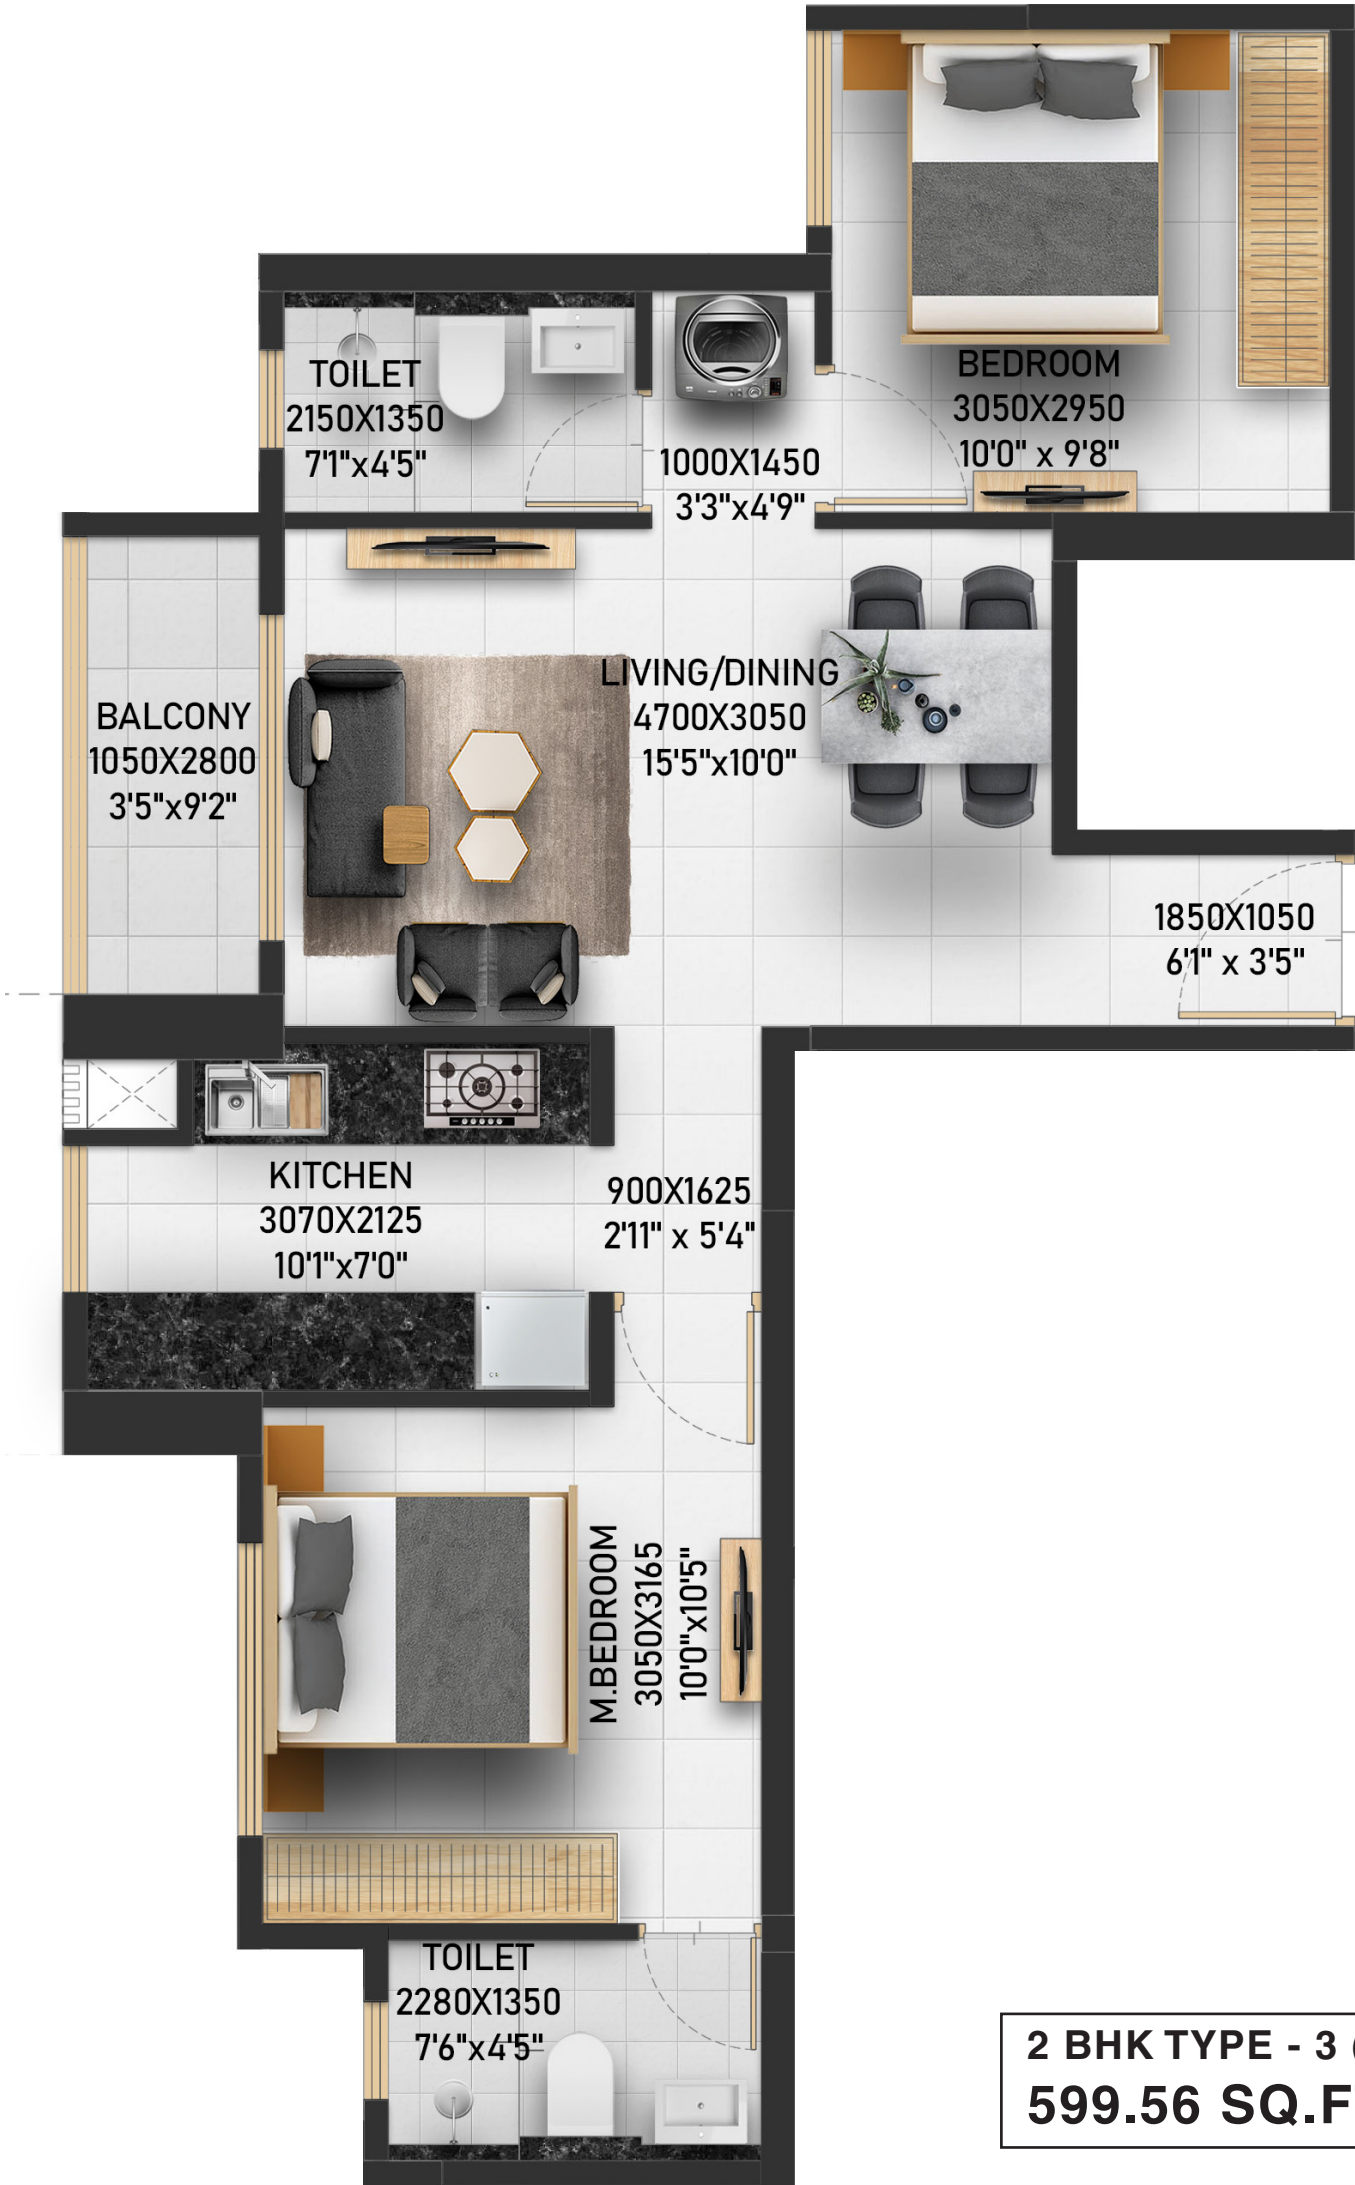 BEDROOM
3050X2950
10'0" x 9'8"
TOILET
2150X1350
7'1"x4'5"
1000X1450
3'3"x4'9"
LIVING/DINING
4700X3050
15'5"x10'0"
BALCONY
1050X2800
3'5"x9'2"
1850X1050
6'1" x 3'5"
KITCHEN
3070X2125
10'1"x7'0"
900X1625
2'11" x 5'4"
M.BEDROOM
3050X3165
10'0"x10'5"
TOILET
2280X1350
7'6"x4'5"
2 BHK TYPE - 3 (
599.56 SQ.F